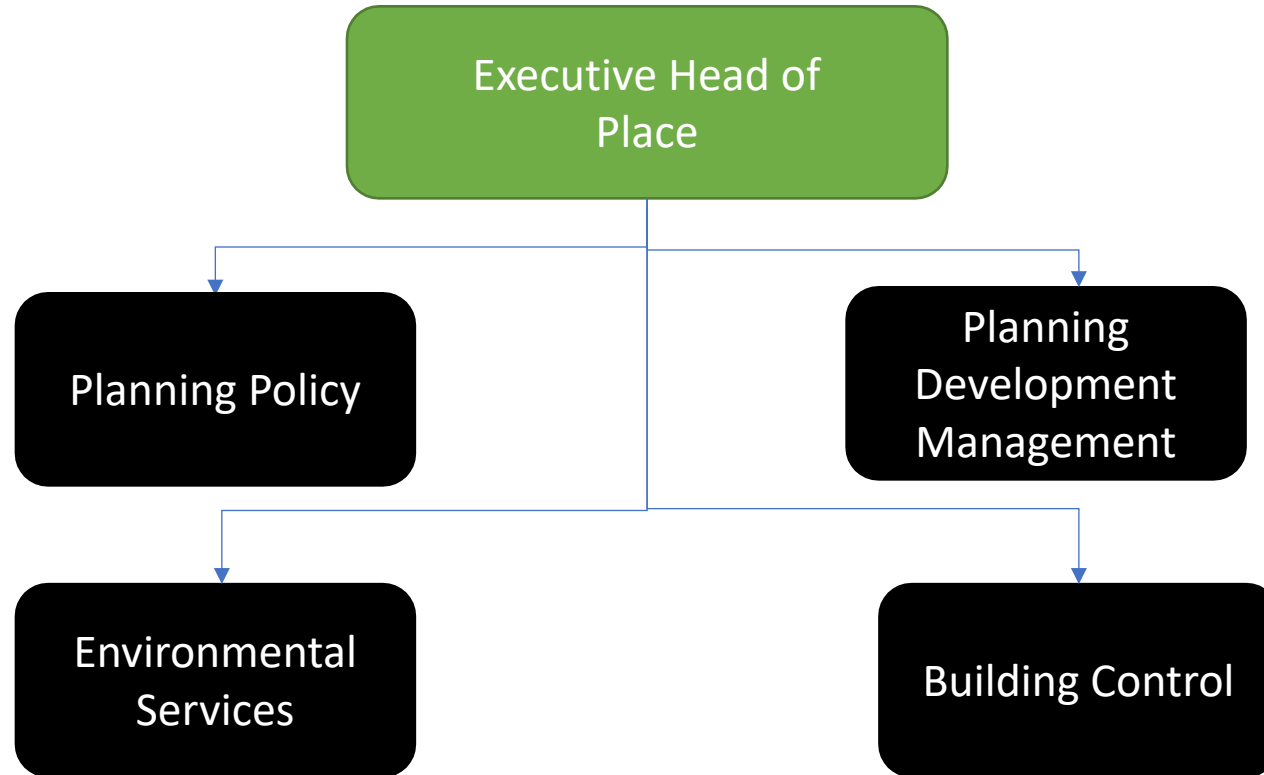 Executive Head of
Place
Planning Policy
Planning
Development
Management
Environmental
Services
Building Control